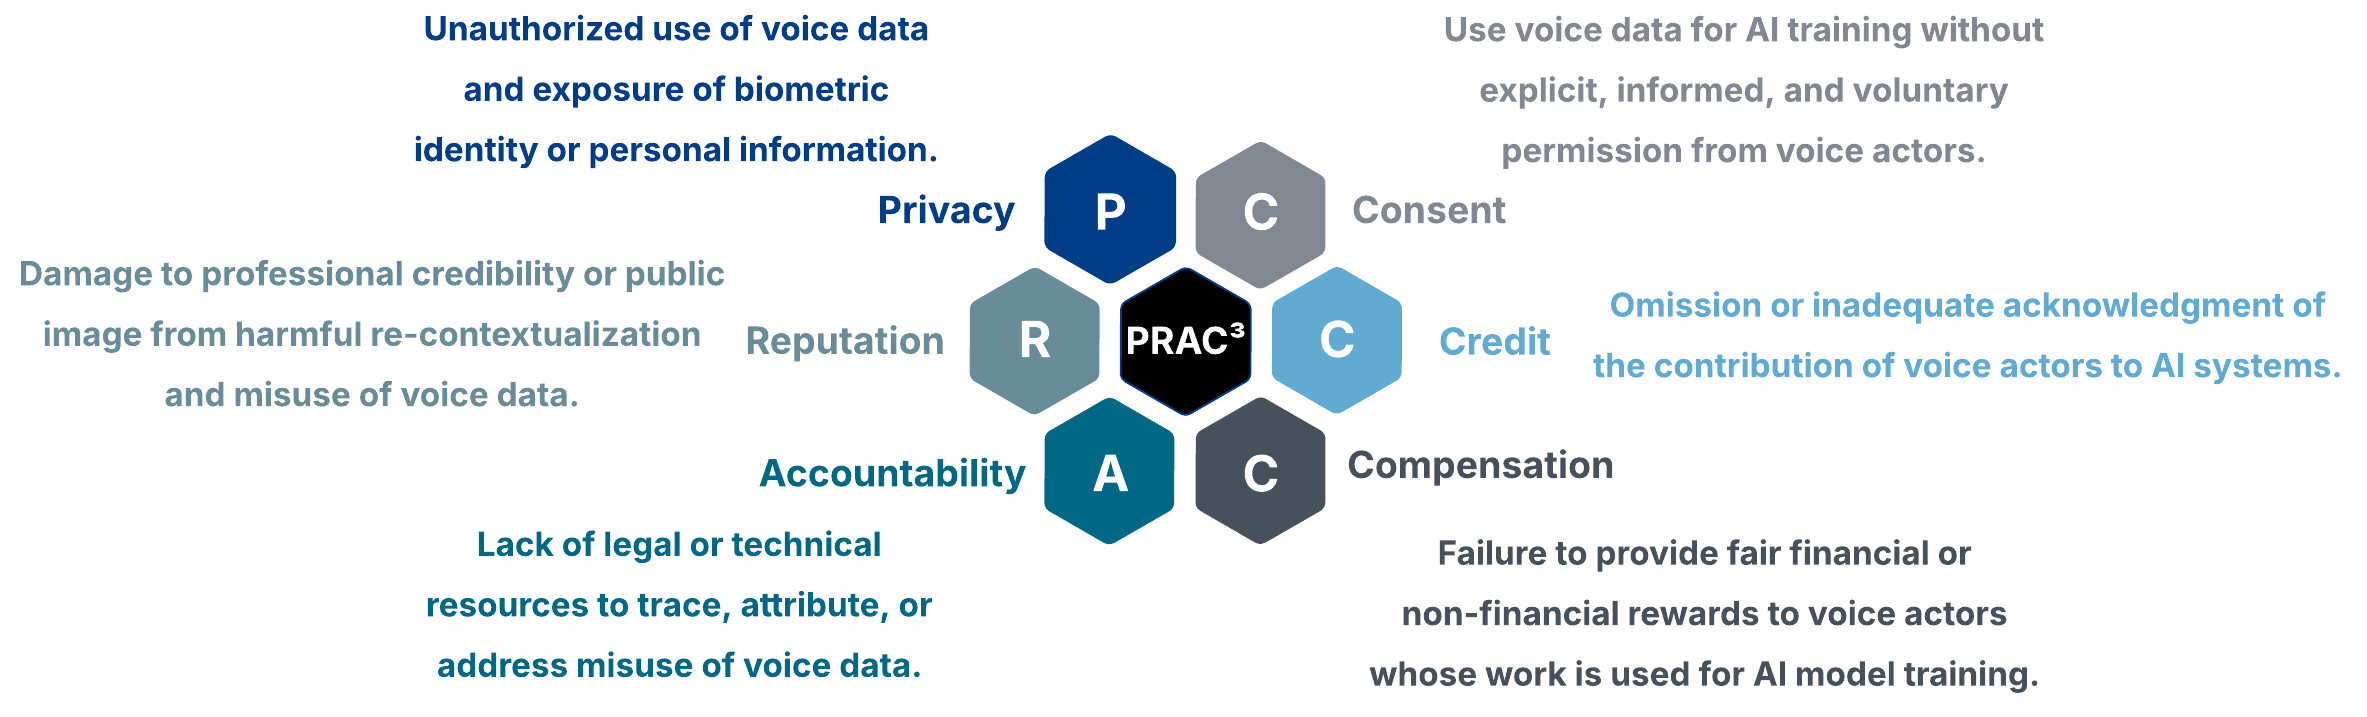 Unauthorized use of voice data
and exposure of biometric
identity or personal information.
Privacy
P
Use voice data for AI training without
explicit, informed, and voluntary
permission from voice actors.
C
Consent
Damage to professional credibility or public
image from harmful re-contextualization
and misuse of voice data.
Reputation
R
PRAC³
C
Credit
Omission or inadequate acknowledgment of
the contribution of voice actors to AI systems.
Accountability
A
Lack of legal or technical
resources to trace, attribute, or
address misuse of voice data.
C
Compensation
Failure to provide fair financial or
non-financial rewards to voice actors
whose work is used for AI model training.